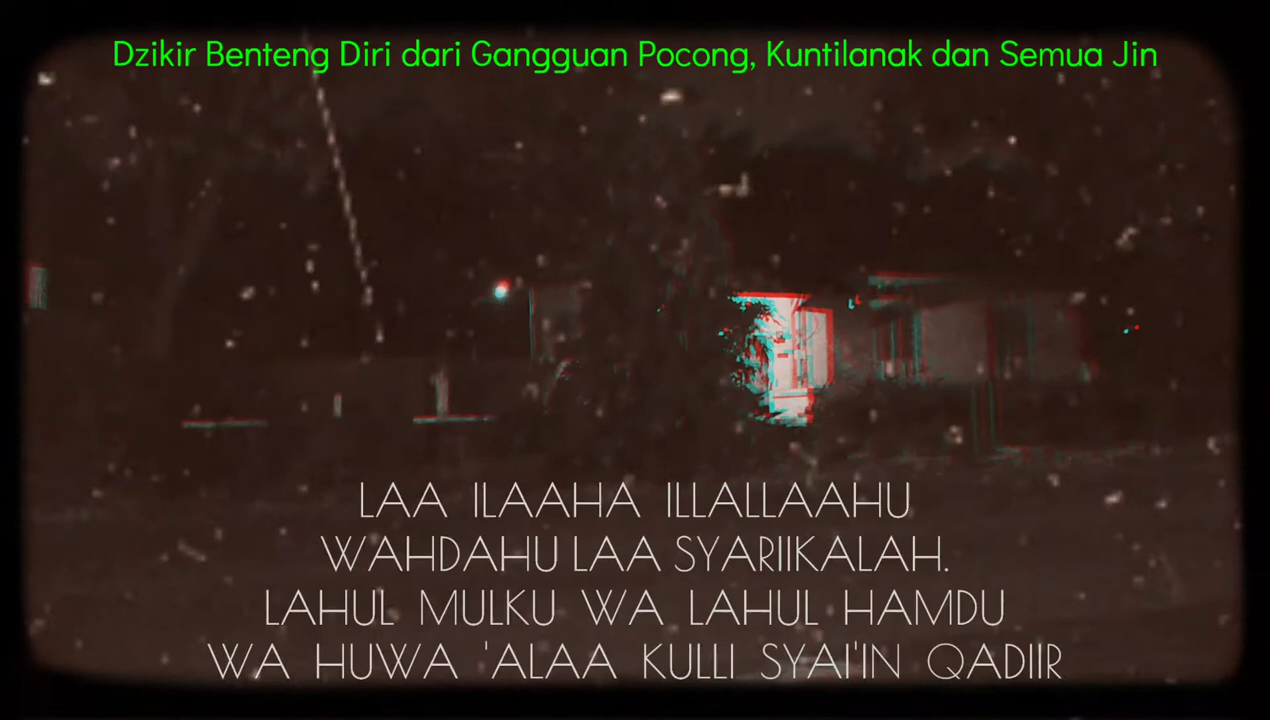 Dzikir Benteng Diri dari Gangguan Pocong, Kuntilanak dan Semua Jin
LAA ILAAHA ILLALLAAHU
WAHDAHU LAA SYARIIKALAH.
LAHUL MULKU WA LAHUL HAMDU
WA HUWA 'ALAA KULLI SYAI'IN QADIIR